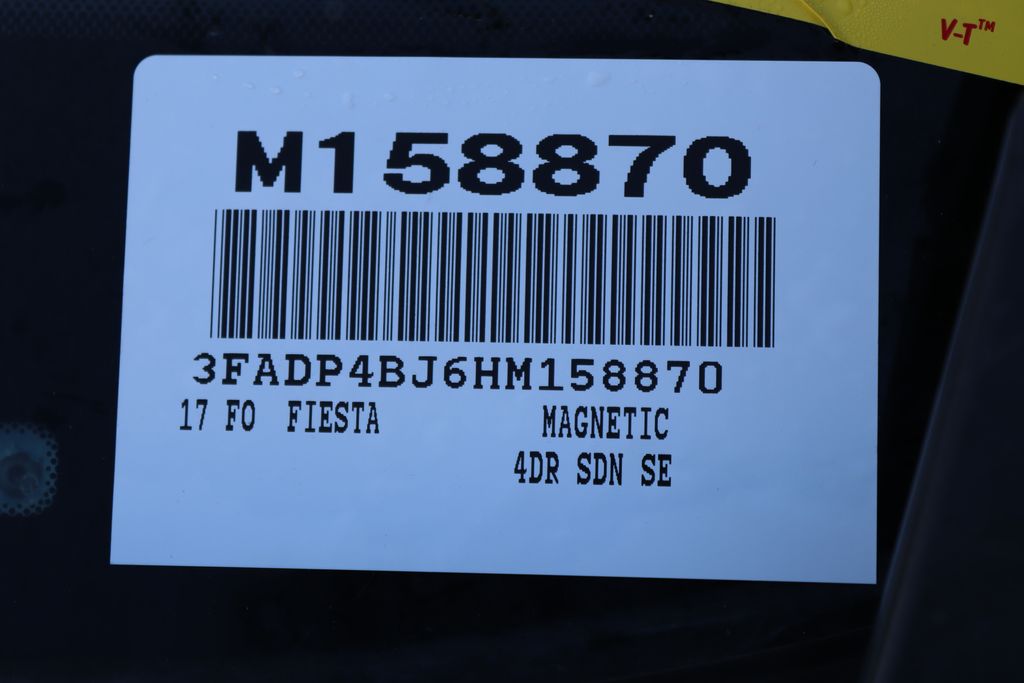 V-T™
M158870
3FADP4BJ6HM158870
17 FO FIESTA MAGNETIC
4DR SDN SE